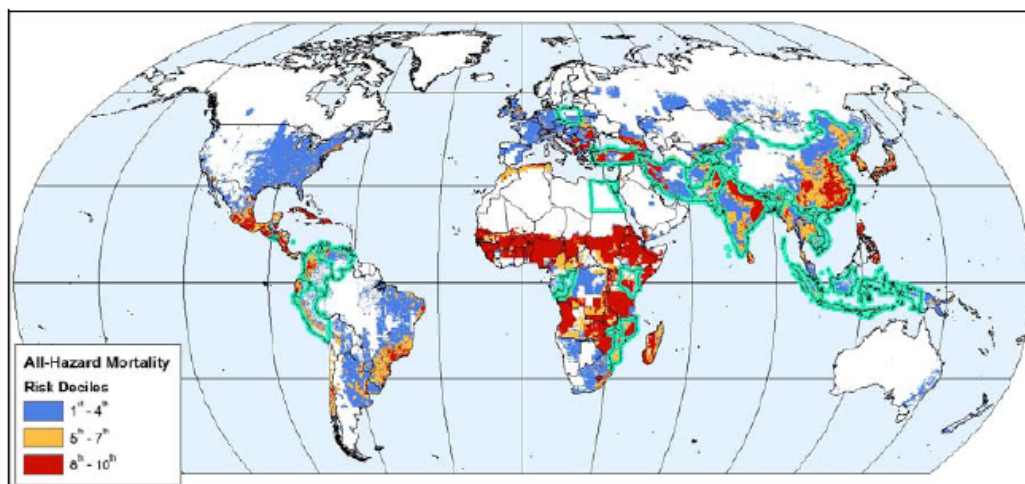 All-Hazard Mortality
Risk Deciles
1st - 4th
5th - 7th
8th - 10th